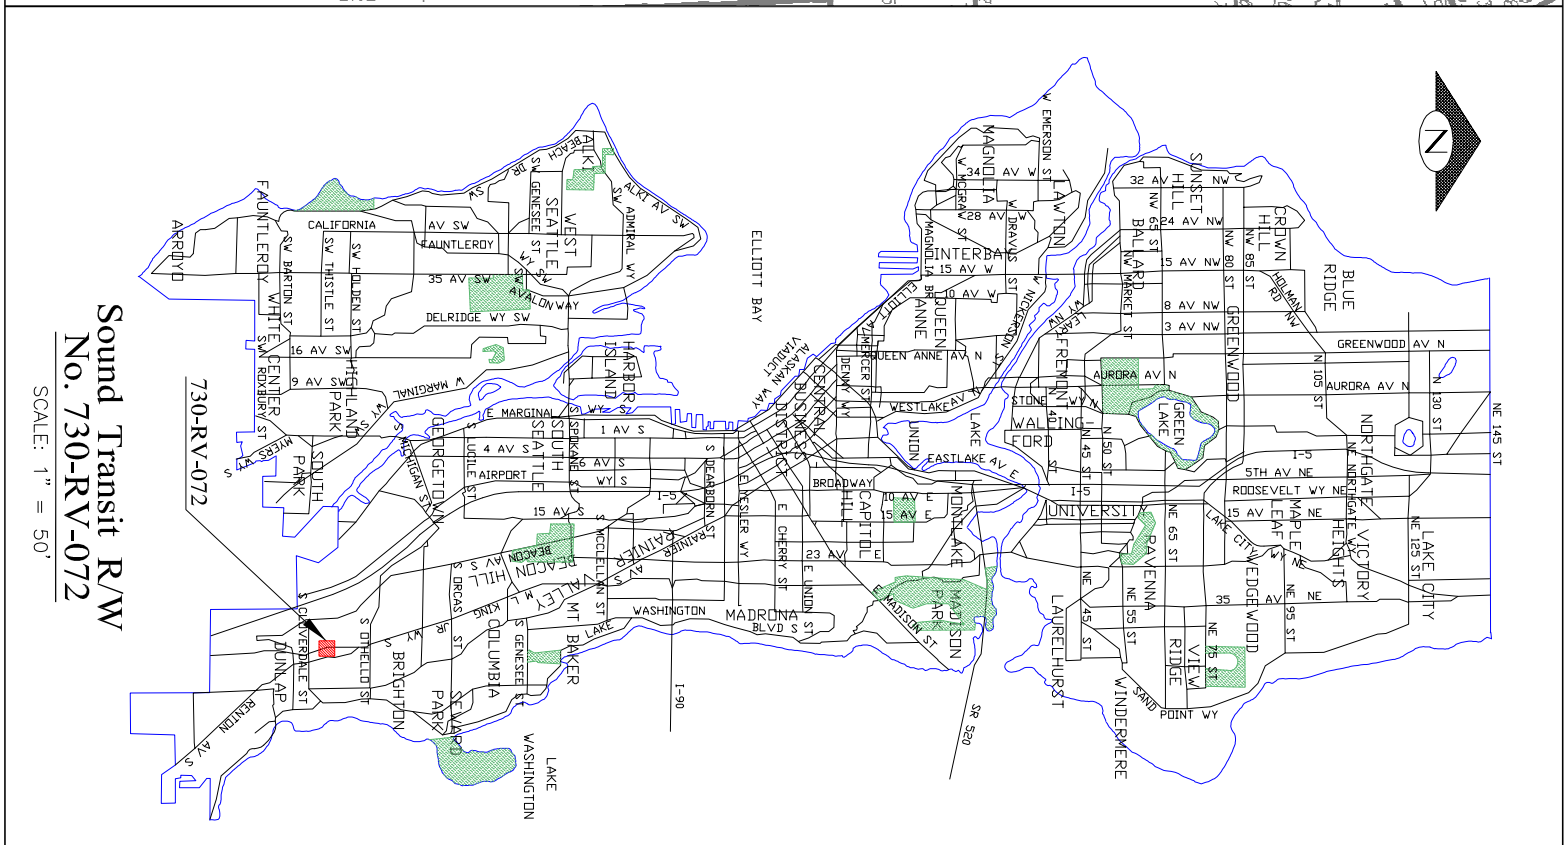 N
Sound Transit R/W
No. 730-RV-072
SCALE: 1" = 50'
730-RV-072
ELLIOTT BAY
ALKI
BEACH DR SW
ALKI AV SW
SW ADMIRAL WY
SW GENESEE ST
WEST
SEATTLE
CALIFORNIA AV SW
FAUNTLEROY WY SW
35 AV SW
SW AVALON WAY
DELRIDGE WY SW
FAUNTLEROY
ARROYO
SW BARTON ST
SW THISTLE ST
SW HOLDEN ST
WHITE CENTER
SW ROXBURY ST
16 AV SW
9 AV SW
HIGHLAND
PARK
W MARGINAL WY S
HARBOR
ISLAND
E MARGINAL WY S
MYERS WY S
SOUTH
PARK
S MICHIGAN ST
GEORGETOWN
S LUCILE ST
1 AV S
4 AV S
6 AV S
AIRPORT WY S
SOUTH
SEATTLE
S SPOKANE ST
15 AV S
I-5
BEACON AV S
BEACON HILL
S MCCLELLAN ST
RAINIER
VALLEY
RAINIER AV S
M L KING JR WY S
S ORCAS ST
COLUMBIA
S GENESEE ST
MT BAKER
LAKE WASHINGTON BLVD S
S CLOVERDALE ST
S OTHELLO ST
DUNLAP
BRIGHTON
SEWARD
PARK
RENTON AV S
LAKE
WASHINGTON
I-90
S DEARBORN ST
E YESLER WY
E CHERRY ST
E UNION ST
MADRONA
23 AV E
E MADISON ST
MADISON
PARK
ALASKAN WAY
VIADUCT
CENTRAL
BUSINESS
DISTRICT
BROADWAY
CAPITOL
HILL
10 AV E
15 AV E
MONTLAKE
SR 520
ELLIOTT AV
MERCER ST
DENNY WY
QUEEN ANNE AV N
WESTLAKE AV N
LAKE
UNION
EASTLAKE AV E
QUEEN
ANNE
10 AV W
15 AV W
INTERBAY
MAGNOLIA BR
W NICKERSON ST
MAGNOLIA
W EMERSON ST
34 AV W
W MCGRAW ST
28 AV W
W DRAVUS ST
LAWTON
SUNSET
HILL
32 AV NW
24 AV NW
NW 65 ST
BALLARD
NW MARKET ST
15 AV NW
8 AV NW
3 AV NW
LEARY WY NW
NW 80 ST
NW 85 ST
CROWN
HILL
HOLMAN RD NW
BLUE
RIDGE
GREENWOOD
GREENWOOD AV N
FREMONT
AURORA AV N
AURORA AV N
STONE WY N
WALLING-
FORD
N 45 ST
N 50 ST
GREEN
LAKE
N 105 ST
N 130 ST
NE 145 ST
I-5
I-5
5TH AV NE
ROOSEVELT WY NE
15 AV NE
UNIVERSITY
NE 65 ST
RAVENNA
LAKE CITY WY NE
MAPLE
LEAF
NORTHGATE
NE NORTHGATE WY
VICTORY
HEIGHTS
NE 125 ST
LAKE CITY
WEDGEWOOD
35 AV NE
NE 95 ST
NE 75 ST
NE 55 ST
NE 45 ST
VIEW
RIDGE
LAURELHURST
WINDERMERE
SAND POINT WY